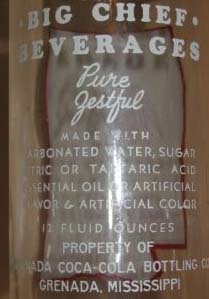 ·BIG CHIEF·
BEVERAGES
Pure
Zestful
MADE WITH
ARBONATED WATER, SUGAR
TRIC OR TARTARIC ACID
SSENTIAL OIL OR ARTIFICIAL
LAVOR & ARTIFICIAL COLOR
12 FLUID OUNCES
PROPERTY OF
NADA COCA-COLA BOTTLING CO
GRENADA, MISSISSIPPI